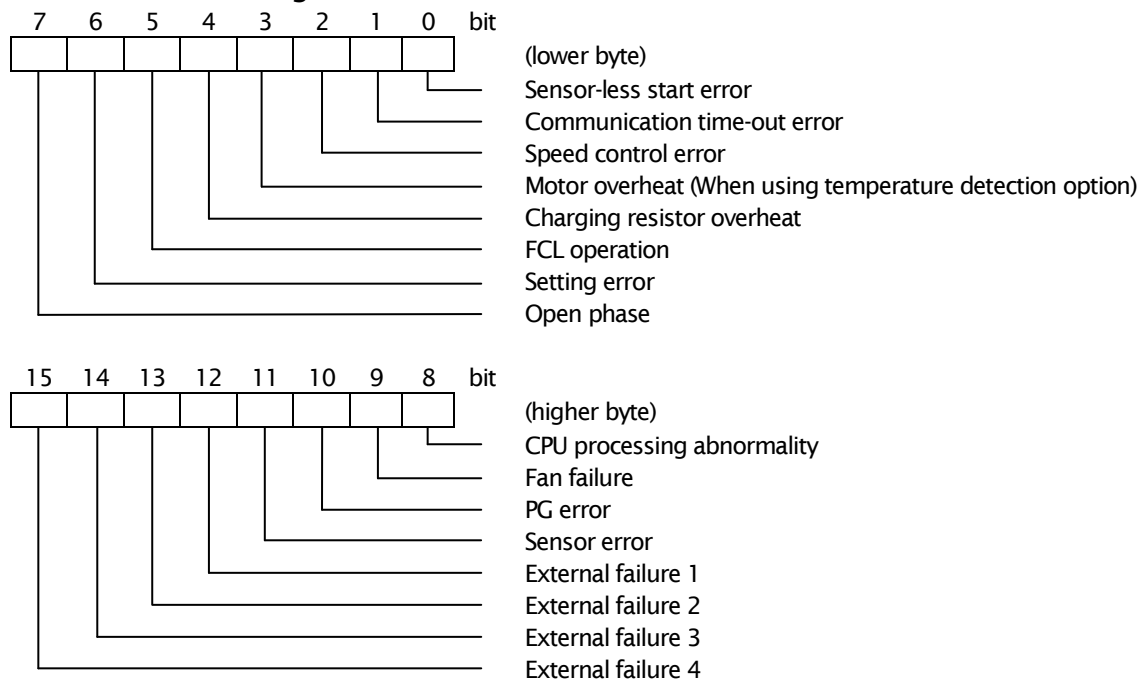 7 6 5 4 3 2 1 0 bit
(lower byte)
Sensor-less start error
Communication time-out error
Speed control error
Motor overheat (When using temperature detection option)
Charging resistor overheat
FCL operation
Setting error
Open phase
15 14 13 12 11 10 9 8 bit
(higher byte)
CPU processing abnormality
Fan failure
PG error
Sensor error
External failure 1
External failure 2
External failure 3
External failure 4